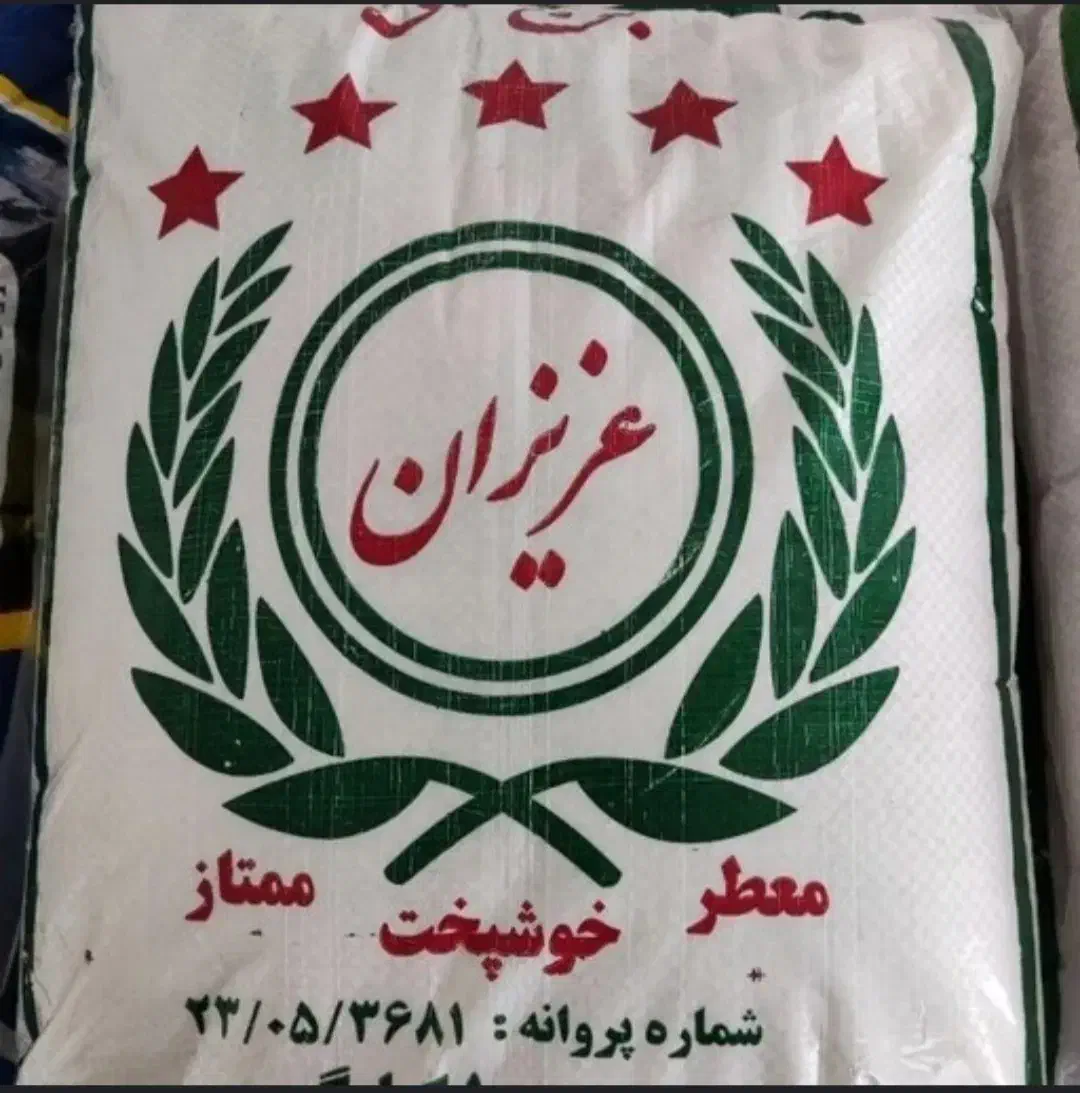 عزیزان
معطر خوشپخت ممتاز
شماره پروانه : ۲۳/۰۵/۳۶۸۱